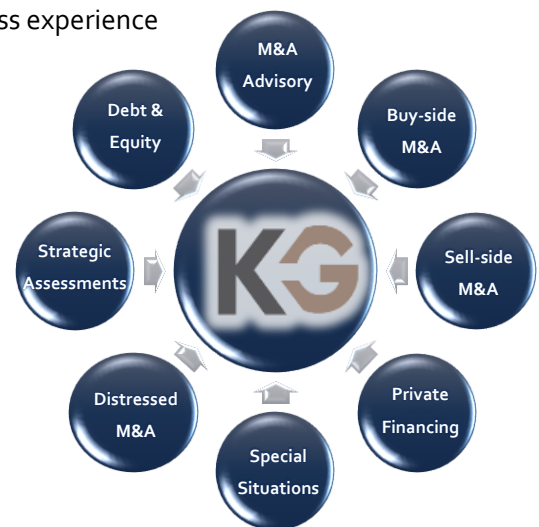 ss experience
M&A
Advisory
Buy-side
M&A
Sell-side
M&A
Private
Financing
Special
Situations
Distressed
M&A
Strategic
Assessments
Debt &
Equity
KG